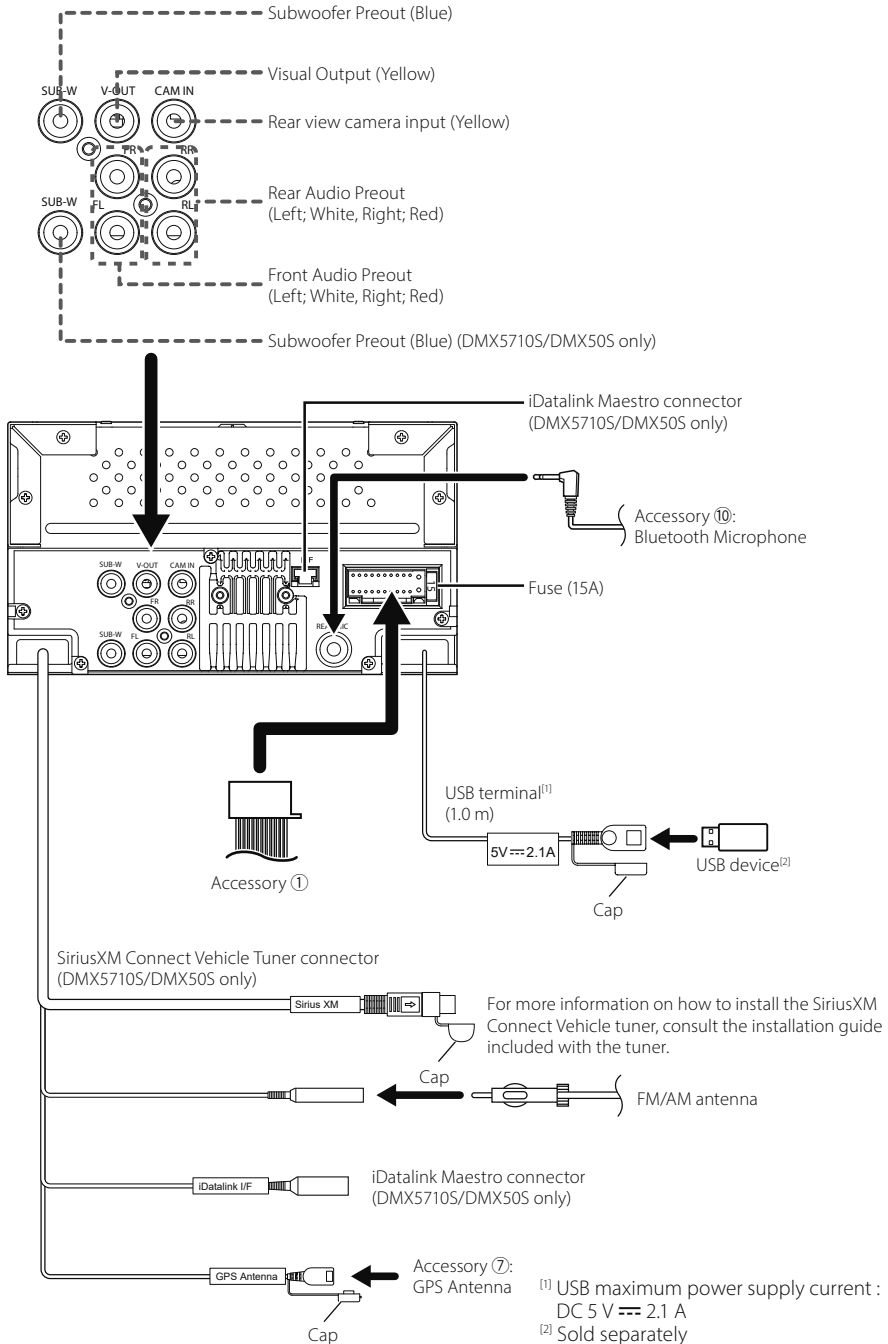 Subwoofer Preout (Blue)
Visual Output (Yellow)
SUB-W V-OUT CAM IN
Rear view camera input (Yellow)
FR RR
Rear Audio Preout
(Left; White, Right; Red)
SUB-W FL RL
Front Audio Preout
(Left; White, Right; Red)
Subwoofer Preout (Blue) (DMX5710S/DMX50S only)
iDatalink Maestro connector
(DMX5710S/DMX50S only)
Accessory ⑩:
Bluetooth Microphone
SUB-W V-OUT CAM IN
Fuse (15A)
15
FR RR
SUB-W FL RL
USB terminal[1]
(1.0 m)
5V ⎓ 2.1A
USB device[2]
Cap
Accessory ①
SiriusXM Connect Vehicle Tuner connector
(DMX5710S/DMX50S only)
Sirius XM
For more information on how to install the SiriusXM
Connect Vehicle tuner, consult the installation guide
included with the tuner.
Cap
FM/AM antenna
iDatalink I/F
iDatalink Maestro connector
(DMX5710S/DMX50S only)
GPS Antenna
Accessory ⑦:
GPS Antenna
Cap
[1] USB maximum power supply current :
DC 5 V ⎓ 2.1 A
[2] Sold separately